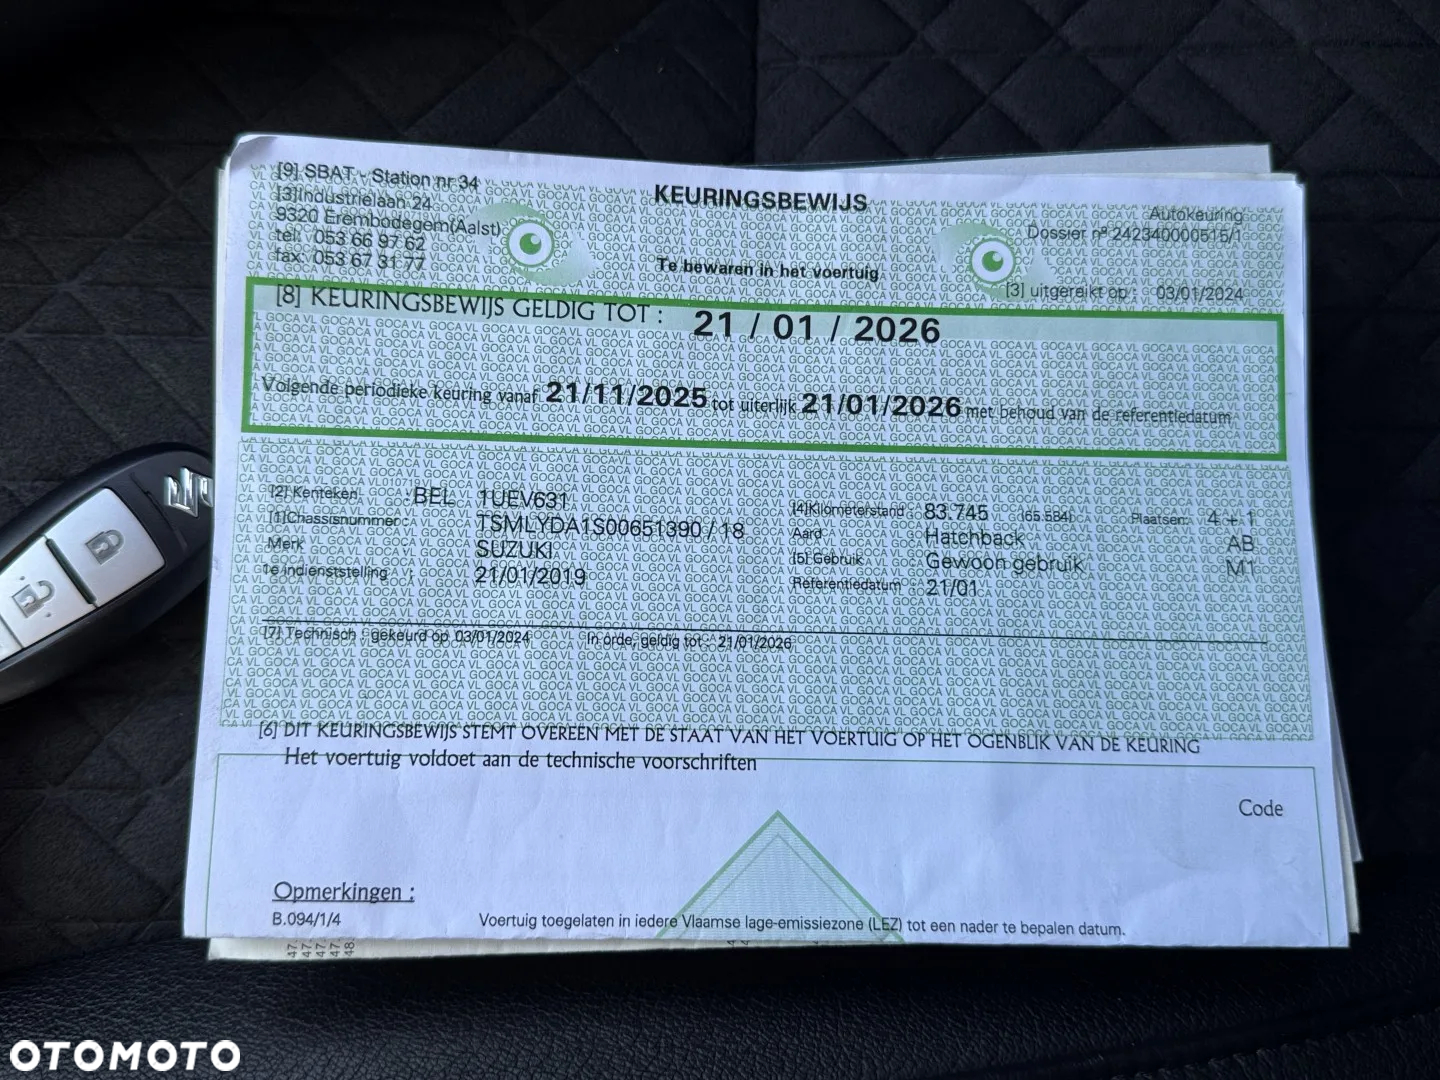 [9] SBAT - Station nr 34
[3]Industrielaan 24
9320 Erembodegem(Aalst)
tel. 053 66 97 62
fax. 053 67 31 77
KEURINGSBEWIJS
Te bewaren in het voertuig
Autokeuring
Dossier nº 242340000515/1
[3] uitgereikt op : 03/01/2024
[8] KEURINGSBEWIJS GELDIG TOT : 21 / 01 / 2026
Volgende periodieke keuring vanaf 21/11/2025 tot uiterlijk 21/01/2026 met behoud van de referentiedatum
[2] Kenteken : BEL 1UEV631
[1]Chassisnummer: TSMLYDA1S00651390 / 18
Merk SUZUKI
1e indienststelling : 21/01/2019
[4]Kilometerstand : 83.745 (65.584) Plaatsen: 4 + 1
Aard : Hatchback AB
[5] Gebruik : Gewoon gebruik M1
Referentiedatum : 21/01
[7] Technisch : gekeurd op 03/01/2024 In orde, geldig tot : 21/01/2026
[6] DIT KEURINGSBEWIJS STEMT OVEREEN MET DE STAAT VAN HET VOERTUIG OP HET OGENBLIK VAN DE KEURING
Het voertuig voldoet aan de technische voorschriften
Code
Opmerkingen :
B.094/1/4 Voertuig toegelaten in iedere Vlaamse lage-emissiezone (LEZ) tot een nader te bepalen datum.
OTOMOTO